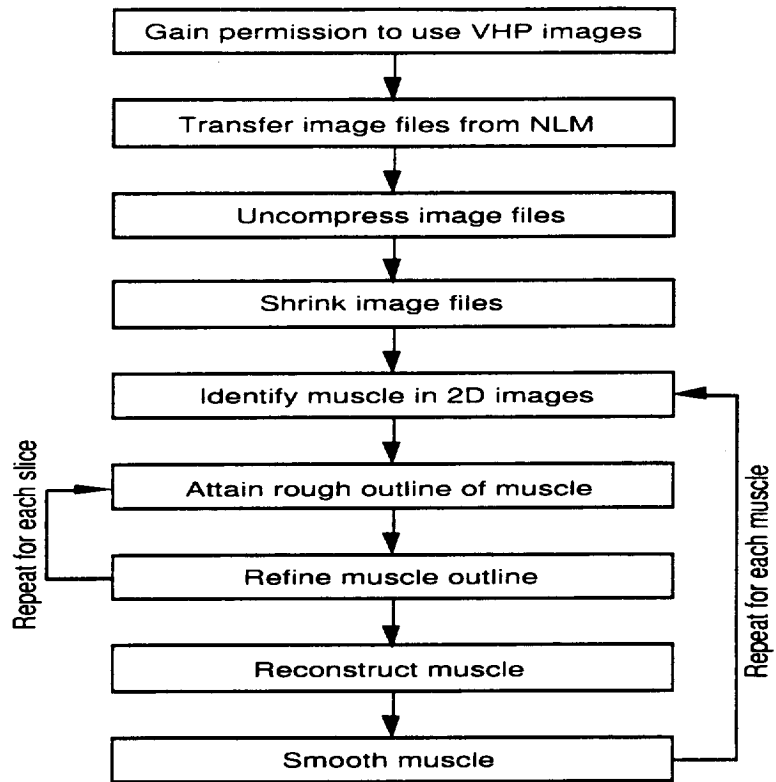 Gain permission to use VHP images
Transfer image files from NLM
Uncompress image files
Shrink image files
Identify muscle in 2D images
Attain rough outline of muscle
Refine muscle outline
Reconstruct muscle
Smooth muscle
Repeat for each slice
Repeat for each muscle